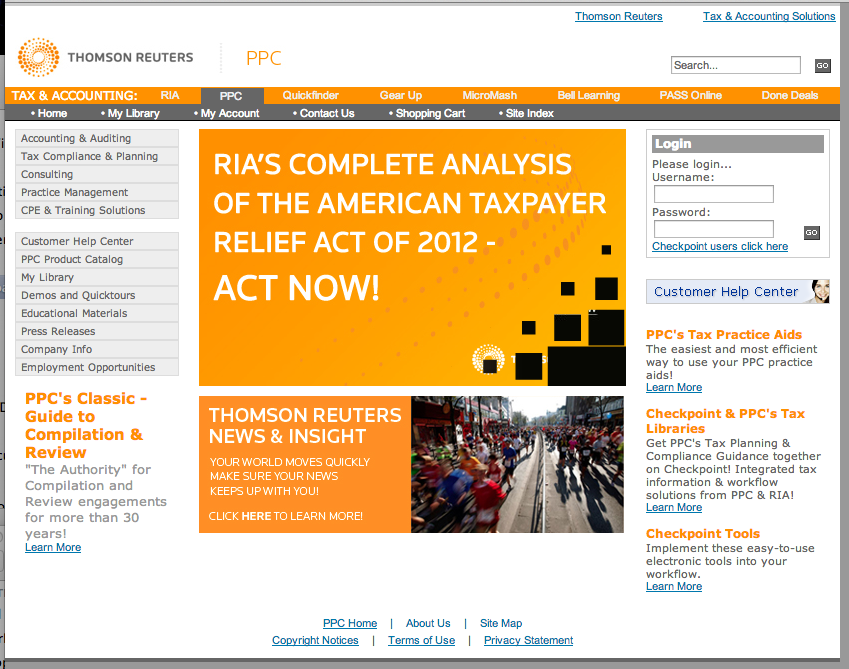 Thomson Reuters Tax & Accounting Solutions
THOMSON REUTERS PPC
Search... GO
TAX & ACCOUNTING: RIA PPC Quickfinder Gear Up MicroMash Bell Learning PASS Online Done Deals
• Home • My Library • My Account • Contact Us • Shopping Cart • Site Index
Accounting & Auditing
Tax Compliance & Planning
Consulting
Practice Management
CPE & Training Solutions
Customer Help Center
PPC Product Catalog
My Library
Demos and Quicktours
Educational Materials
Press Releases
Company Info
Employment Opportunities
PPC's Classic -
Guide to
Compilation &
Review
"The Authority" for
Compilation and
Review engagements
for more than 30
years!
Learn More
RIA'S COMPLETE ANALYSIS
OF THE AMERICAN TAXPAYER
RELIEF ACT OF 2012 -
ACT NOW!
THOMSON REUTERS
NEWS & INSIGHT
YOUR WORLD MOVES QUICKLY
MAKE SURE YOUR NEWS
KEEPS UP WITH YOU!
CLICK HERE TO LEARN MORE!
Login
Please login...
Username:
Password:
GO
Checkpoint users click here
Customer Help Center
PPC's Tax Practice Aids
The easiest and most efficient
way to use your PPC practice
aids!
Learn More
Checkpoint & PPC's Tax
Libraries
Get PPC's Tax Planning &
Compliance Guidance together
on Checkpoint! Integrated tax
information & workflow
solutions from PPC & RIA!
Learn More
Checkpoint Tools
Implement these easy-to-use
electronic tools into your
workflow.
Learn More
PPC Home | About Us | Site Map
Copyright Notices | Terms of Use | Privacy Statement